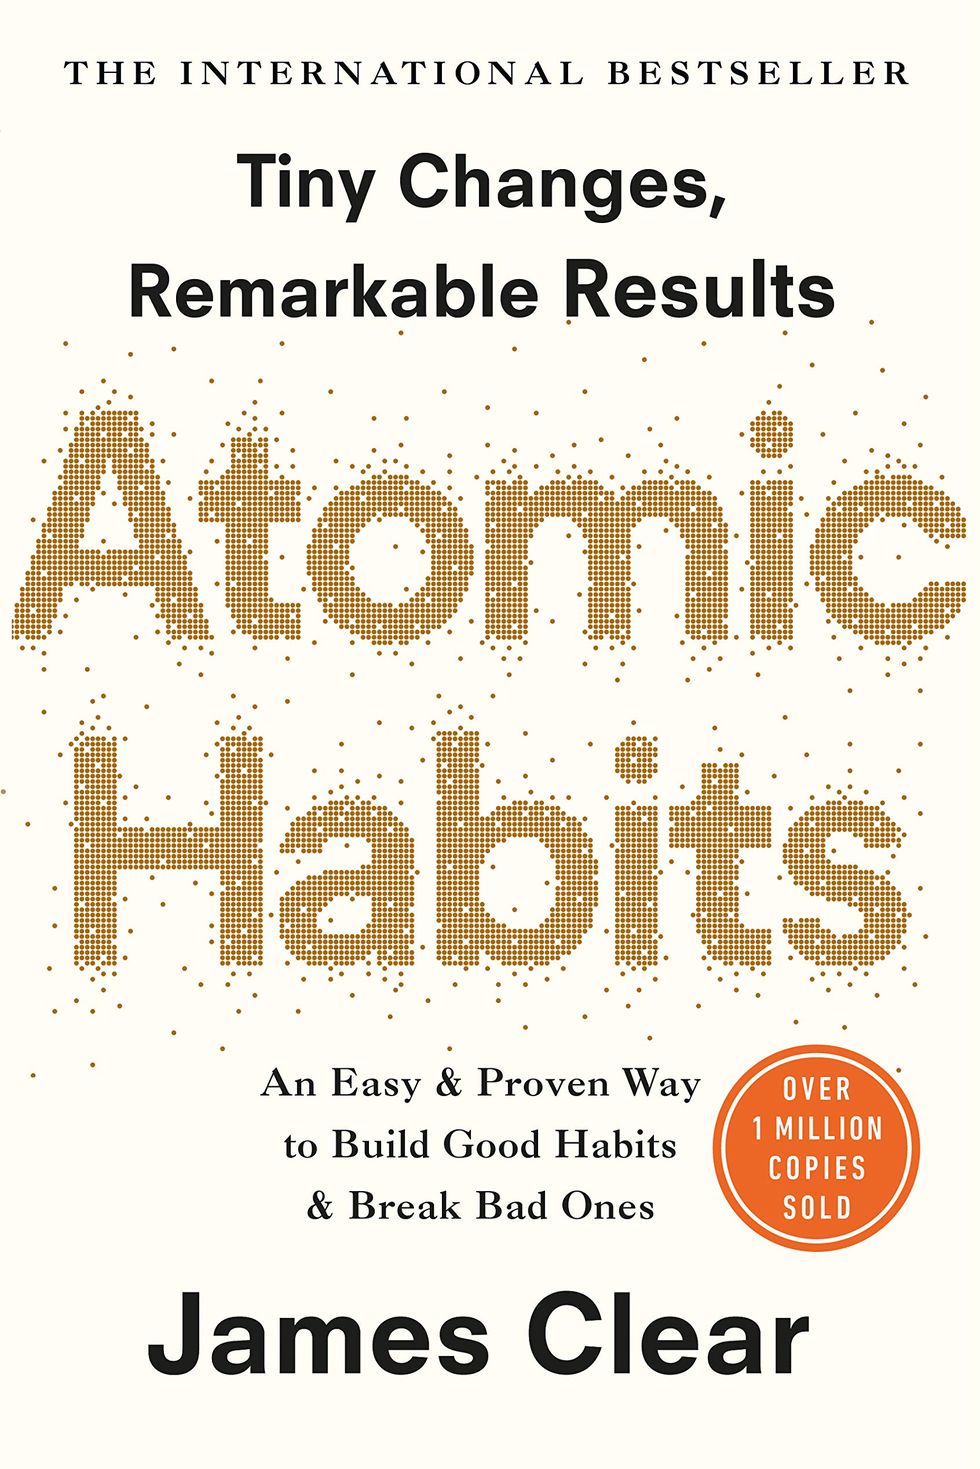 THE INTERNATIONAL BESTSELLER
Tiny Changes,
Remarkable Results
Atomic
Habits
An Easy & Proven Way
to Build Good Habits
& Break Bad Ones
OVER
1 MILLION
COPIES
SOLD
James Clear